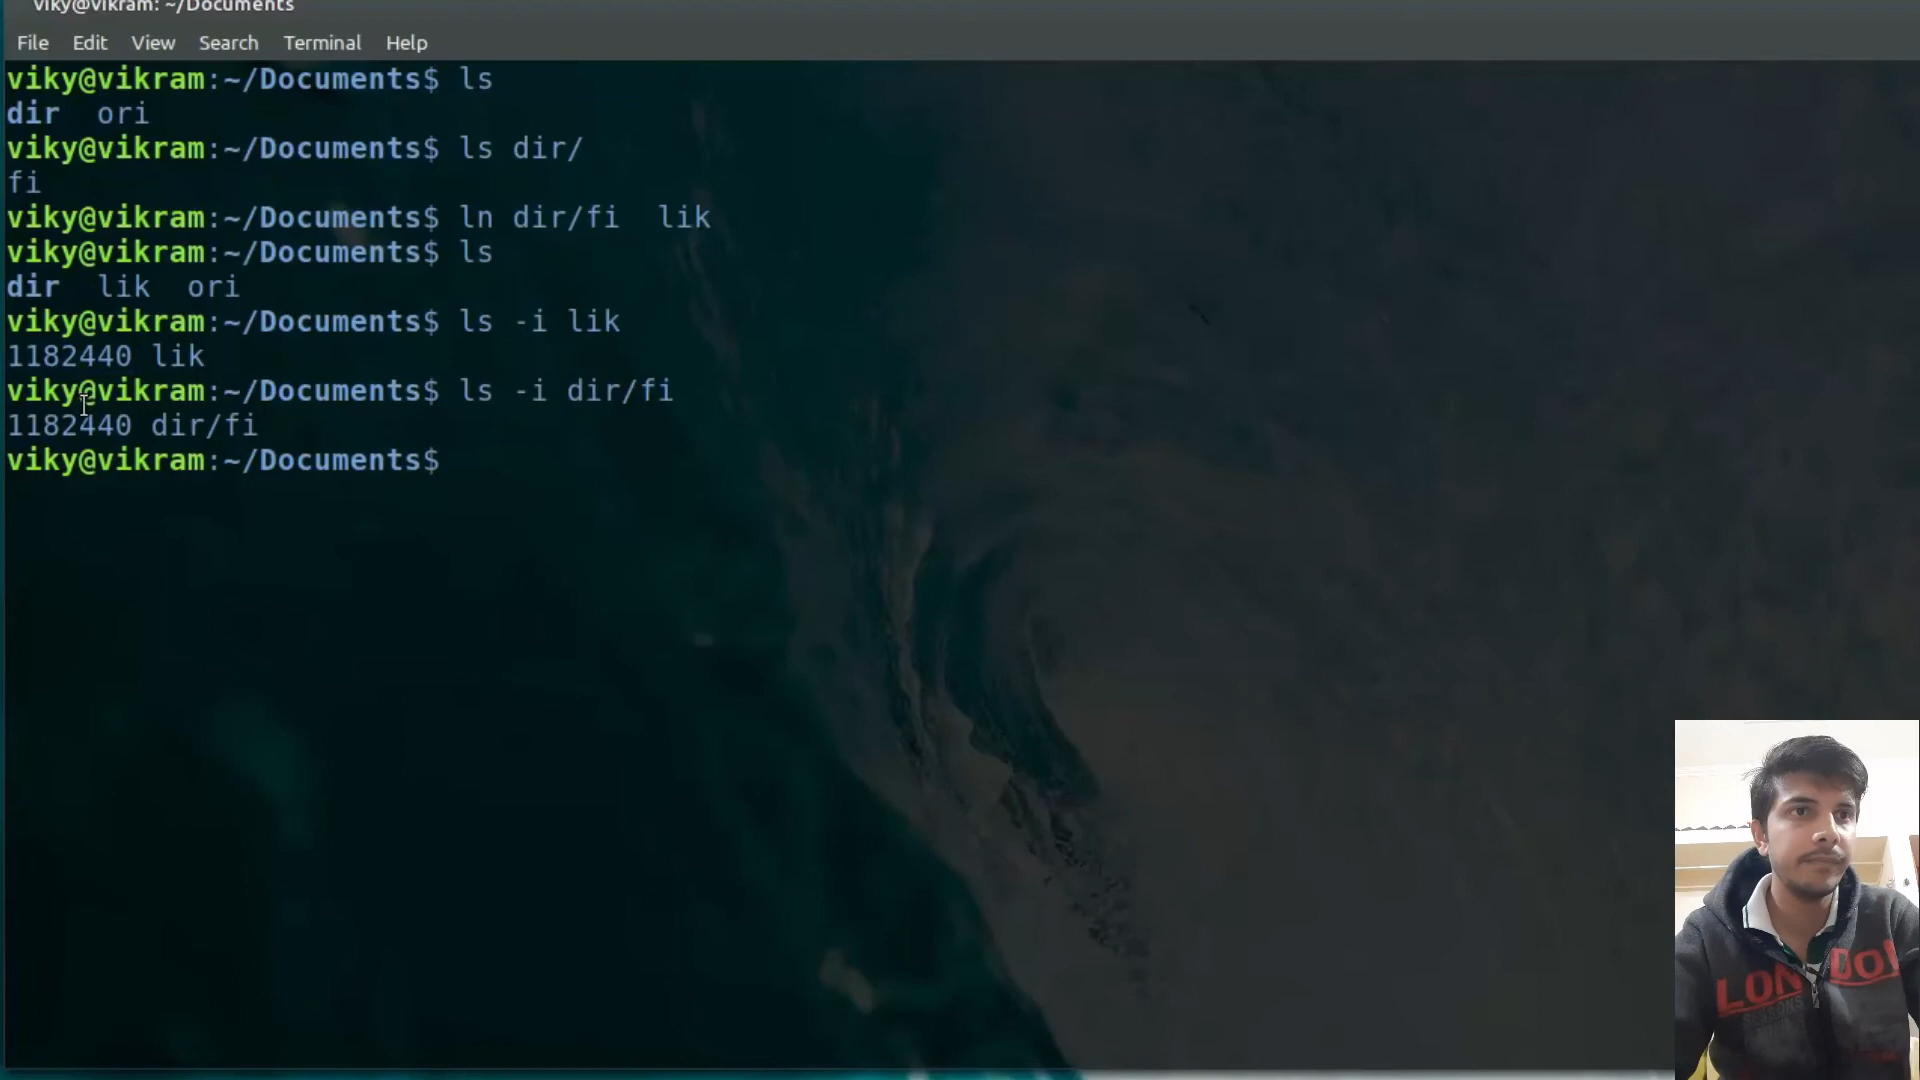 viky@vikram: ~/Documents
File Edit View Search Terminal Help
viky@vikram:~/Documents$ ls
dir ori
viky@vikram:~/Documents$ ls dir/
fi
viky@vikram:~/Documents$ ln dir/fi lik
viky@vikram:~/Documents$ ls
dir lik ori
viky@vikram:~/Documents$ ls -i lik
1182440 lik
viky@vikram:~/Documents$ ls -i dir/fi
1182440 dir/fi
viky@vikram:~/Documents$
LON DO